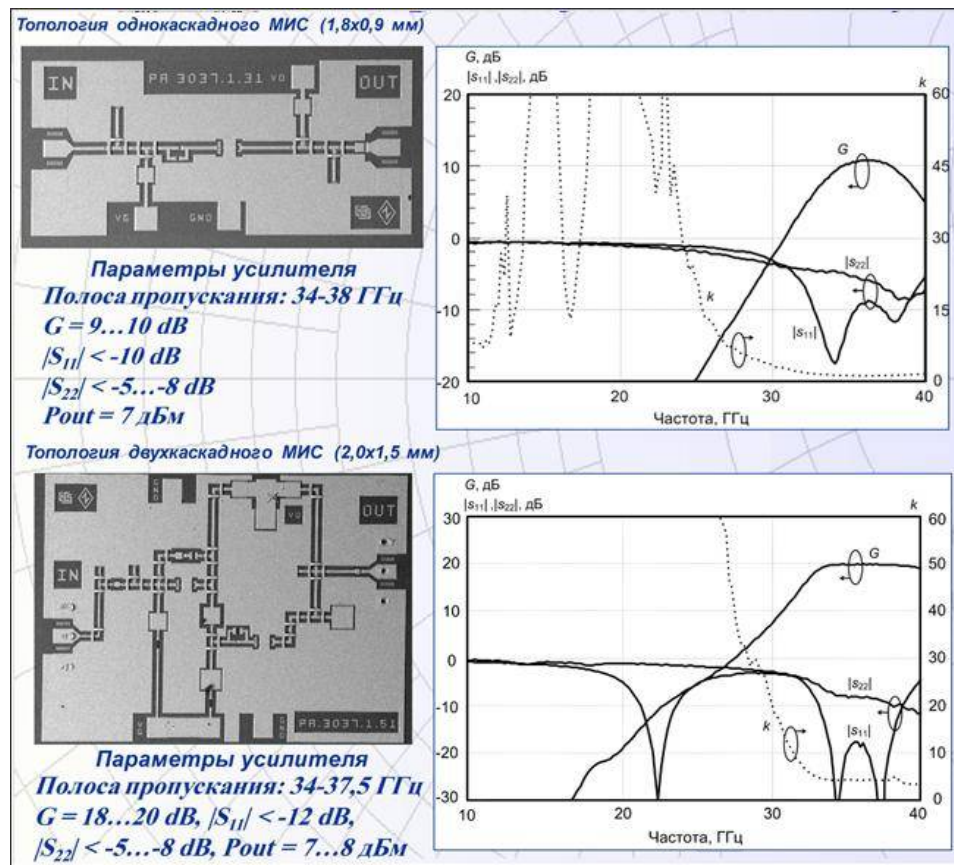 Топология однокаскадного МИС (1,8х0,9 мм)
IN
PA 3037.1.31 VD
OUT
VG
GND
Параметры усилителя
Полоса пропускания: 34-38 ГГц
G = 9…10 dB
|S11| < -10 dB
|S22| < -5…-8 dB
Pout = 7 дБм
G, дБ
|s11| ,|s22|, дБ
k
20
10
0
-10
-20
60
45
30
15
0
G
|s22|
k
|s11|
10
20
30
40
Частота, ГГц
Топология двухкаскадного МИС (2,0х1,5 мм)
GND
VD
OUT
IN
VG
GND
PA.3037.1.51
Параметры усилителя
Полоса пропускания: 34-37,5 ГГц
G = 18…20 dB, |S11| < -12 dB,
|S22| < -5…-8 dB, Pout = 7…8 дБм
G, дБ
|s11| ,|s22|, дБ
k
30
20
10
0
-10
-20
-30
60
50
40
30
20
10
0
G
|s22|
k
|s11|
10
20
30
40
Частота, ГГц